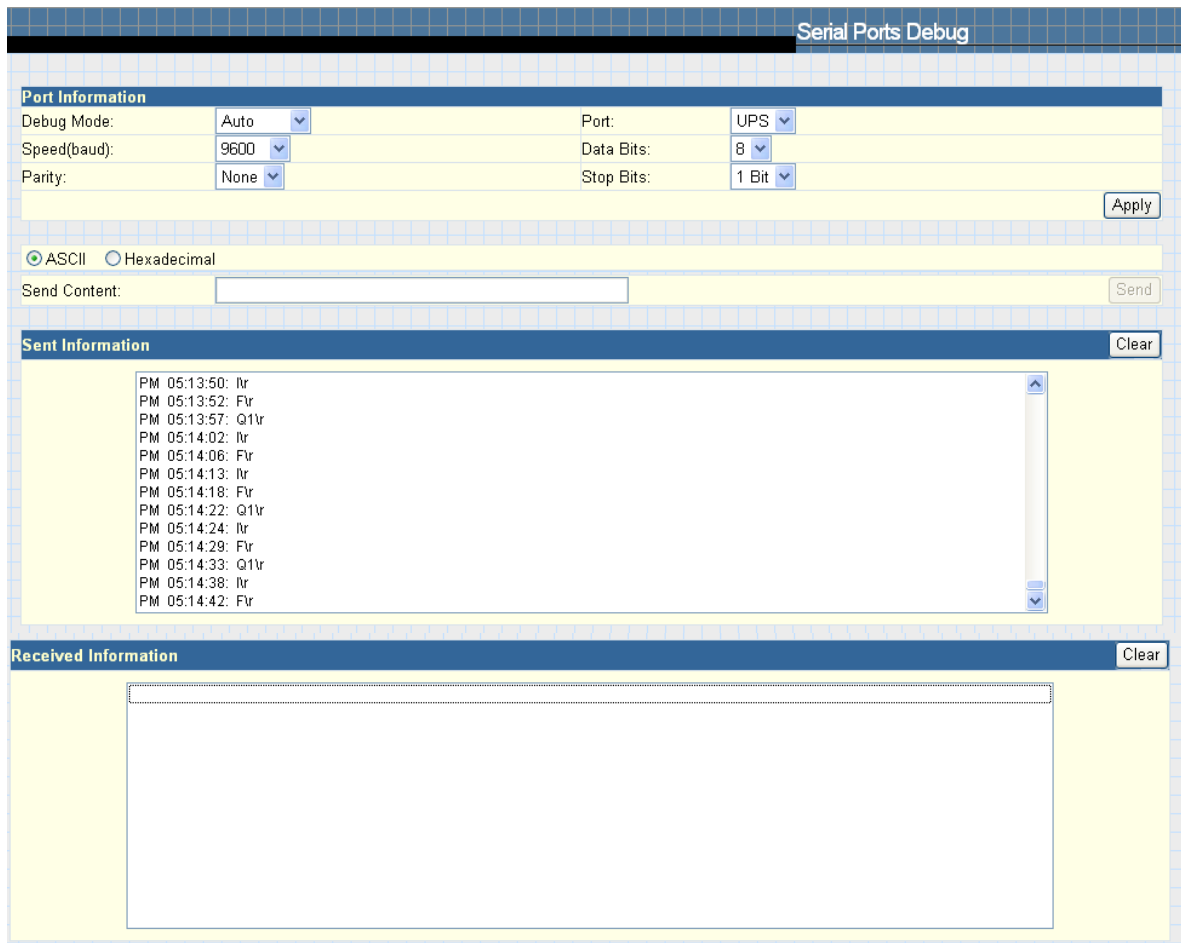 Serial Ports Debug
Port Information
Debug Mode: Auto Port: UPS
Speed(baud): 9600 Data Bits: 8
Parity: None Stop Bits: 1 Bit
Apply
ASCII Hexadecimal
Send Content: Send
Sent Information Clear
PM 05:13:50: I\r
PM 05:13:52: F\r
PM 05:13:57: Q1\r
PM 05:14:02: I\r
PM 05:14:06: F\r
PM 05:14:13: I\r
PM 05:14:18: F\r
PM 05:14:22: Q1\r
PM 05:14:24: I\r
PM 05:14:29: F\r
PM 05:14:33: Q1\r
PM 05:14:38: I\r
PM 05:14:42: F\r
Received Information Clear